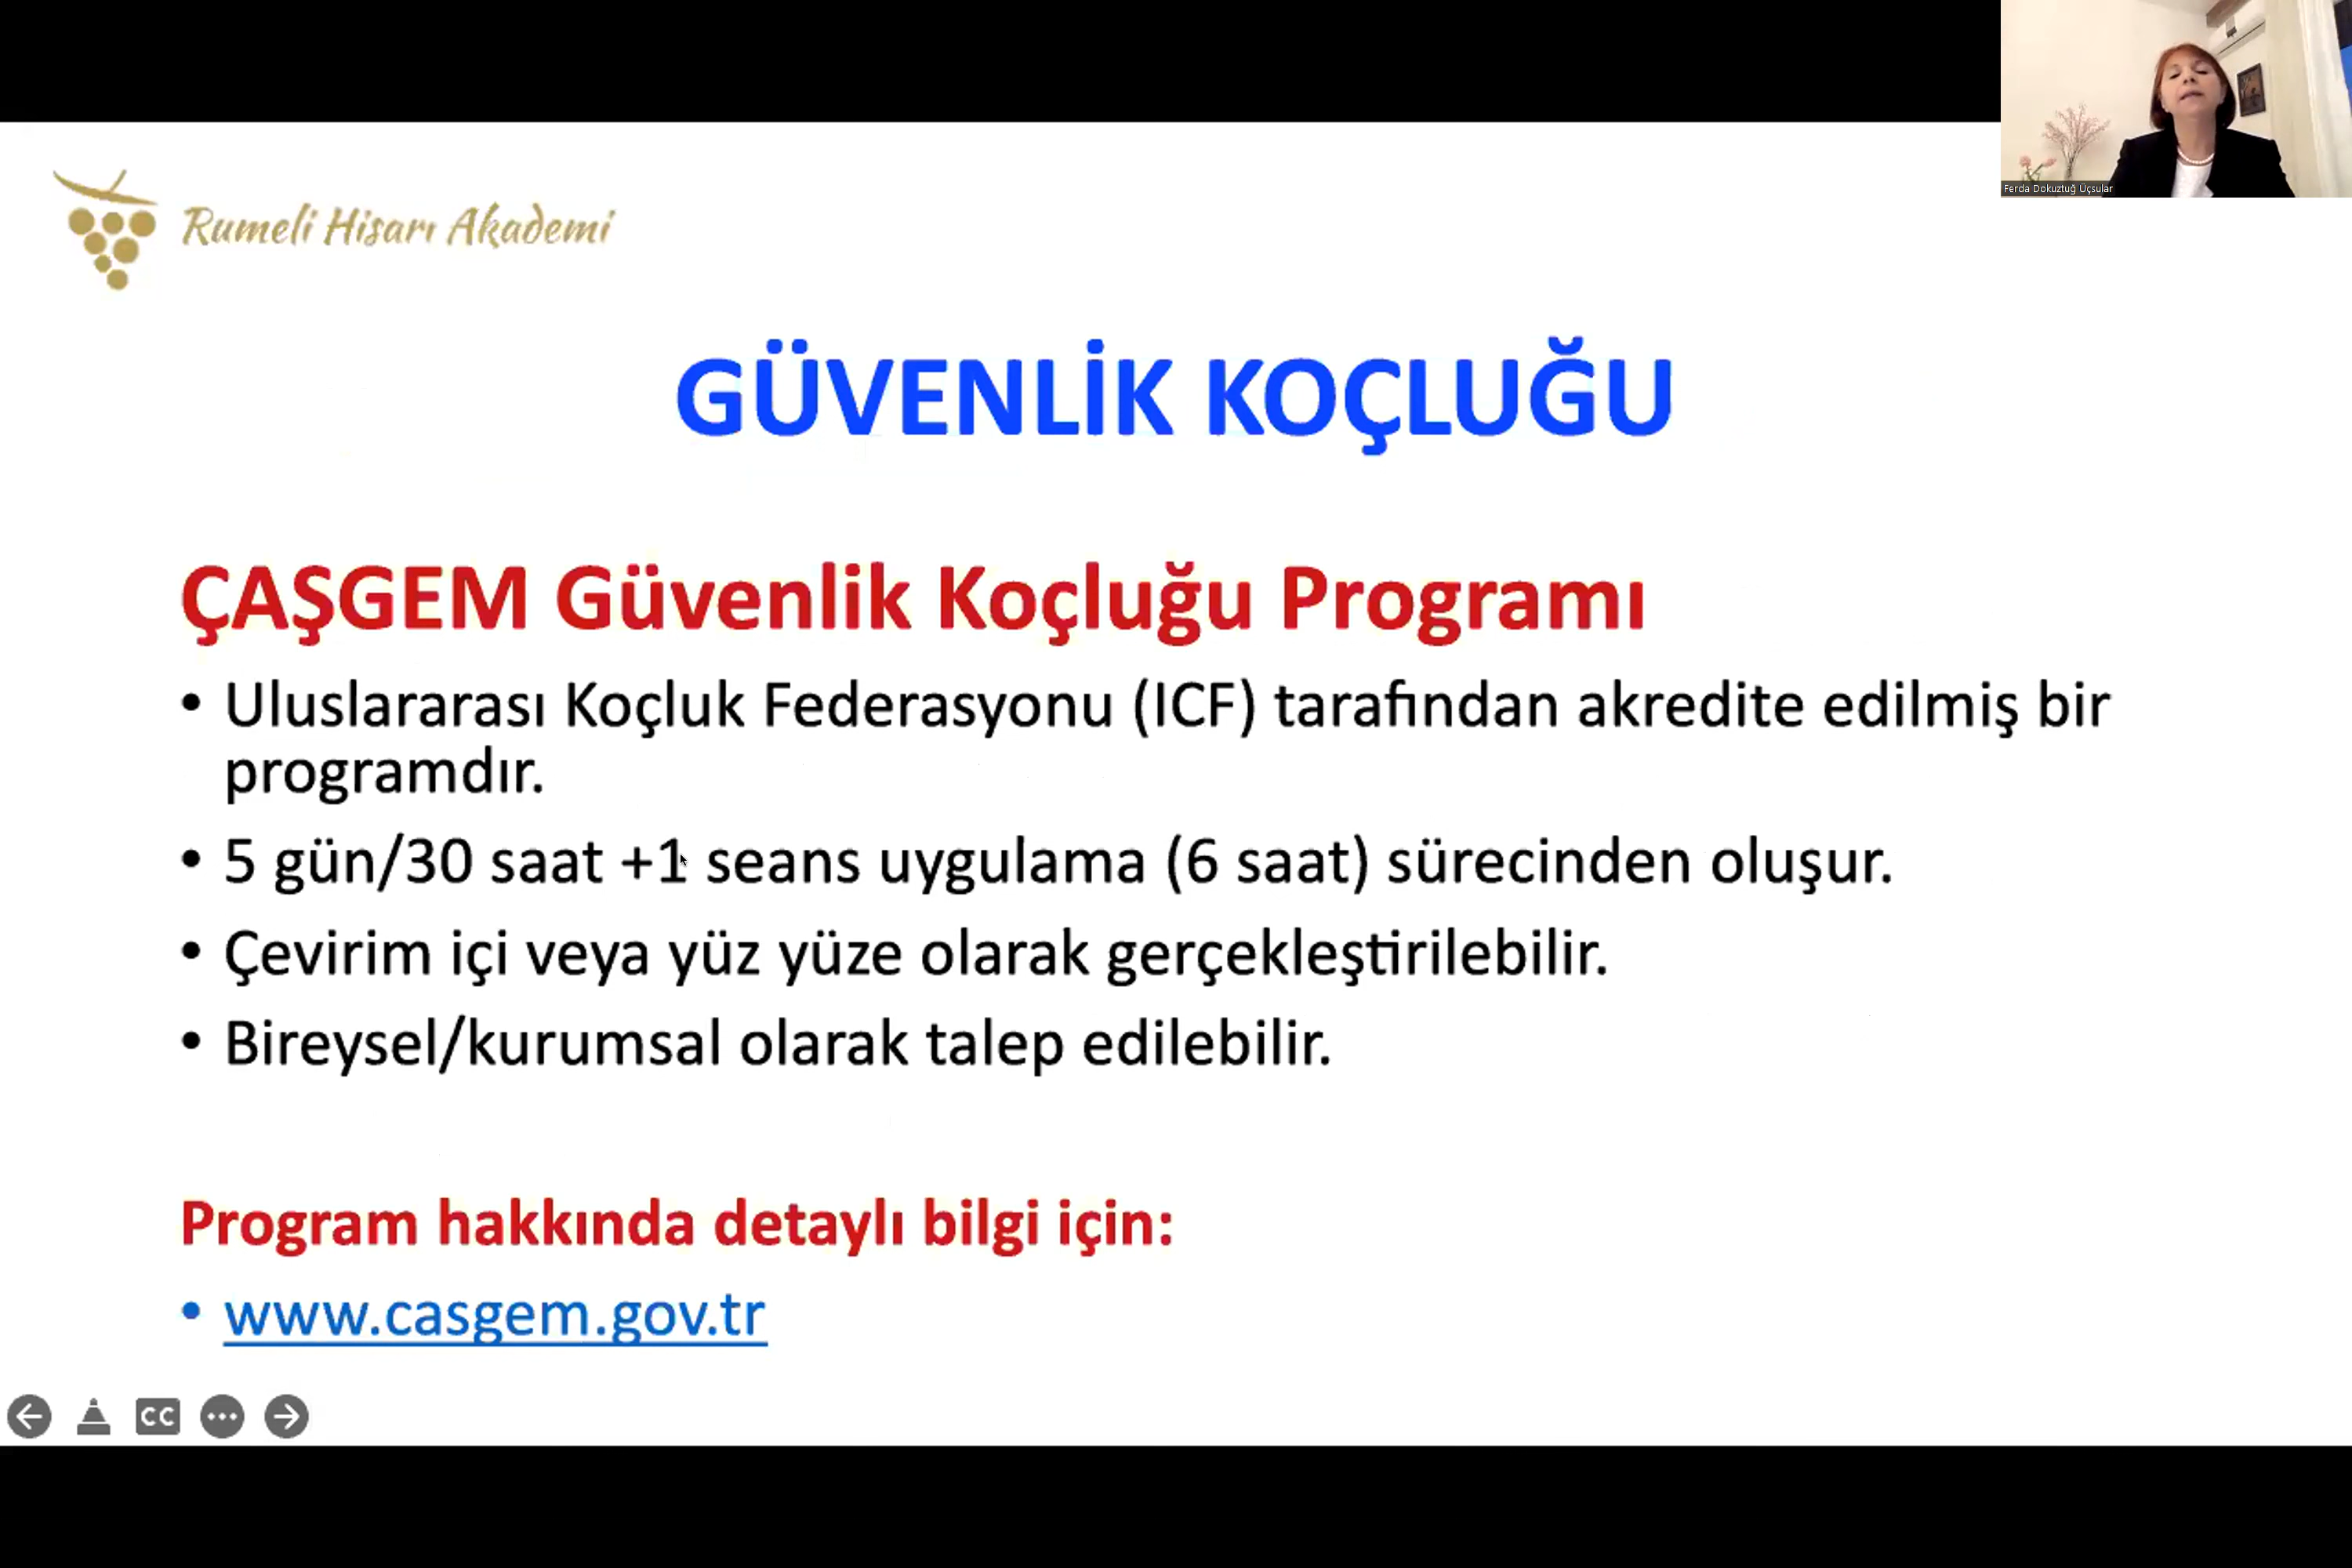 Ferda Dokuztuğ Üçsular
Rumeli Hisarı Akademi
GÜVENLİK KOÇLUĞU
ÇAŞGEM Güvenlik Koçluğu Programı
• Uluslararası Koçluk Federasyonu (ICF) tarafından akredite edilmiş bir
programdır.
• 5 gün/30 saat +1 seans uygulama (6 saat) sürecinden oluşur.
• Çevirim içi veya yüz yüze olarak gerçekleştirilebilir.
• Bireysel/kurumsal olarak talep edilebilir.
Program hakkında detaylı bilgi için:
• www.casgem.gov.tr
CC